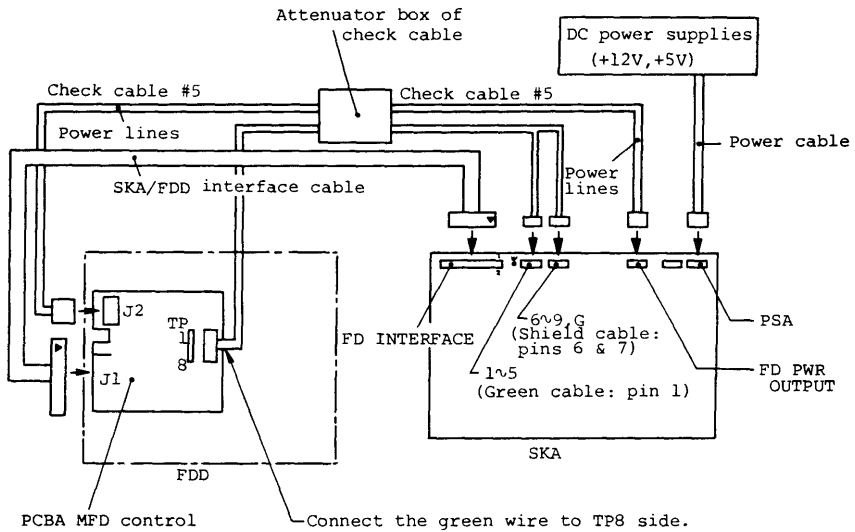 Attenuator box of
check cable
DC power supplies
(+12V,+5V)
Check cable #5
Check cable #5
Power lines
Power cable
SKA/FDD interface cable
Power
lines
J2
TP
1
8
J1
FD INTERFACE
6~9,G
(Shield cable:
pins 6 & 7)
PSA
1~5
(Green cable: pin 1)
FD PWR
OUTPUT
SKA
FDD
PCBA MFD control
Connect the green wire to TP8 side.